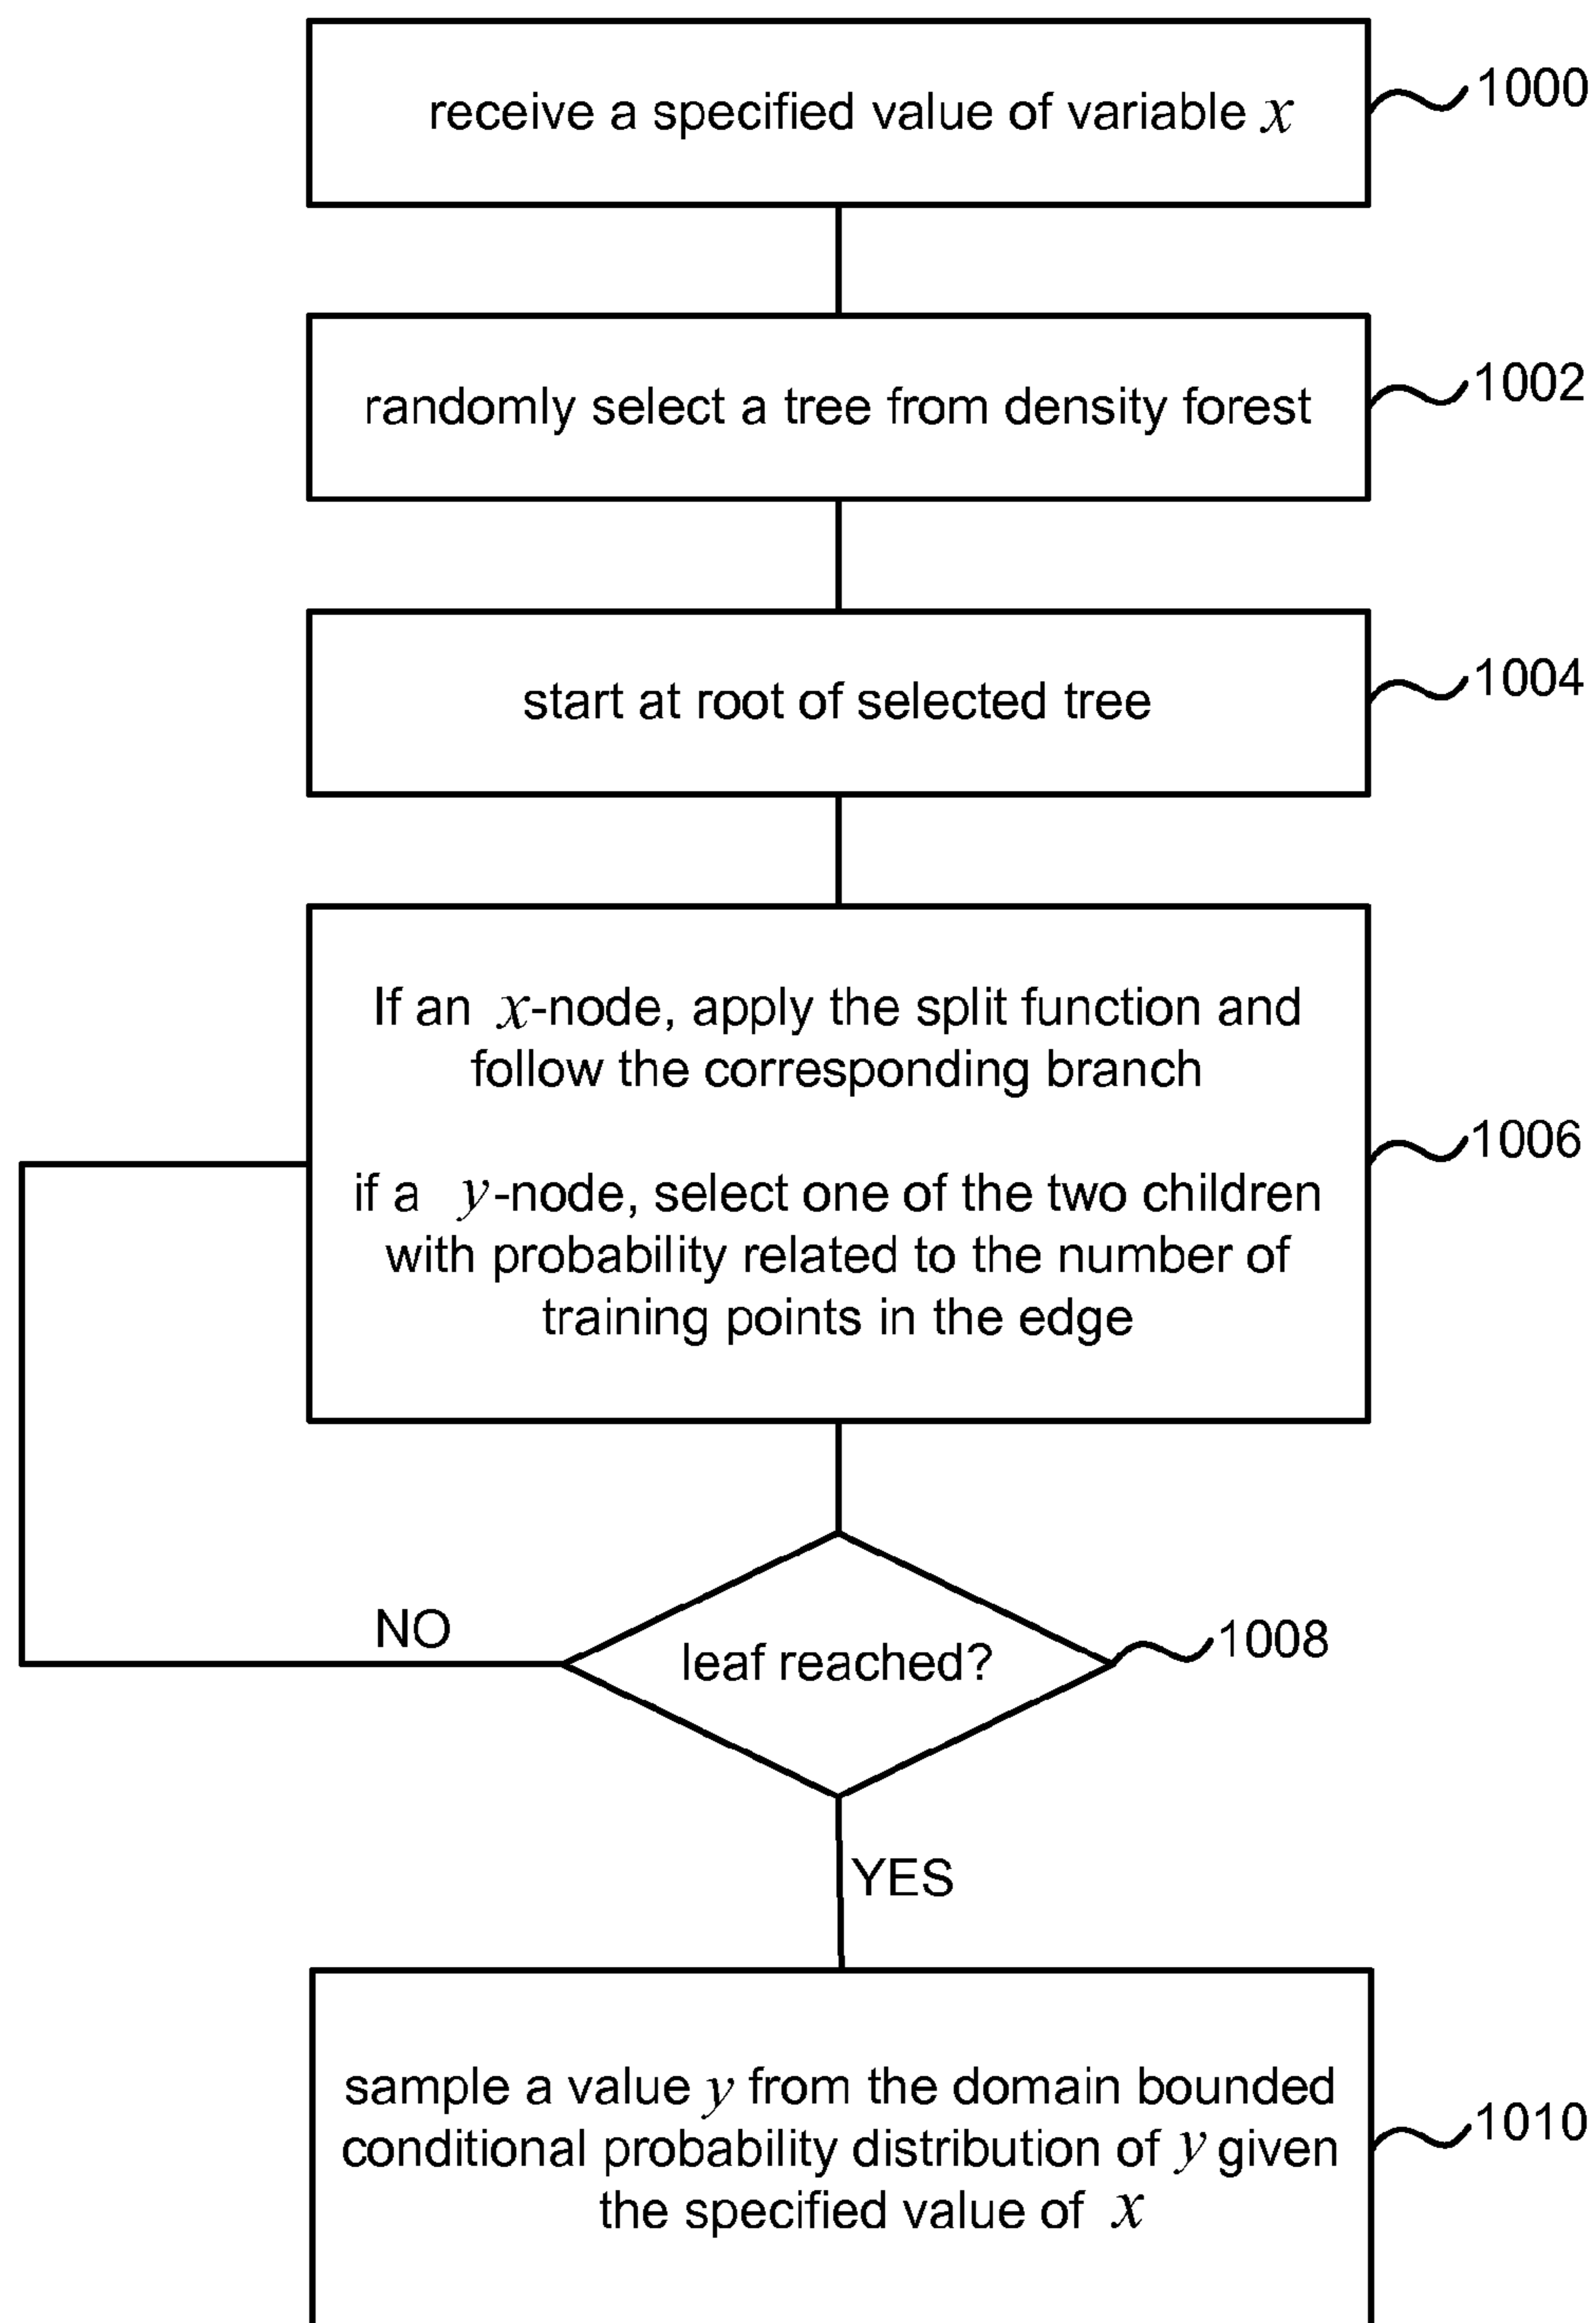 receive a specified value of variable x
1000
randomly select a tree from density forest
1002
start at root of selected tree
1004
If an x-node, apply the split function and
follow the corresponding branch
if a y-node, select one of the two children
with probability related to the number of
training points in the edge
1006
NO
leaf reached?
1008
YES
sample a value y from the domain bounded
conditional probability distribution of y given
the specified value of x
1010